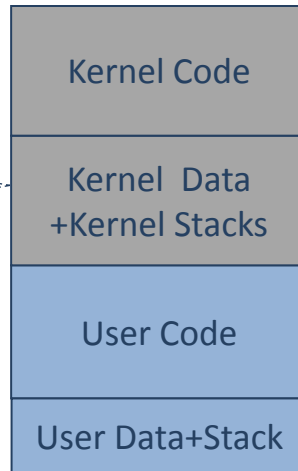 Kernel Code
Kernel Data
+Kernel Stacks
User Code
User Data+Stack